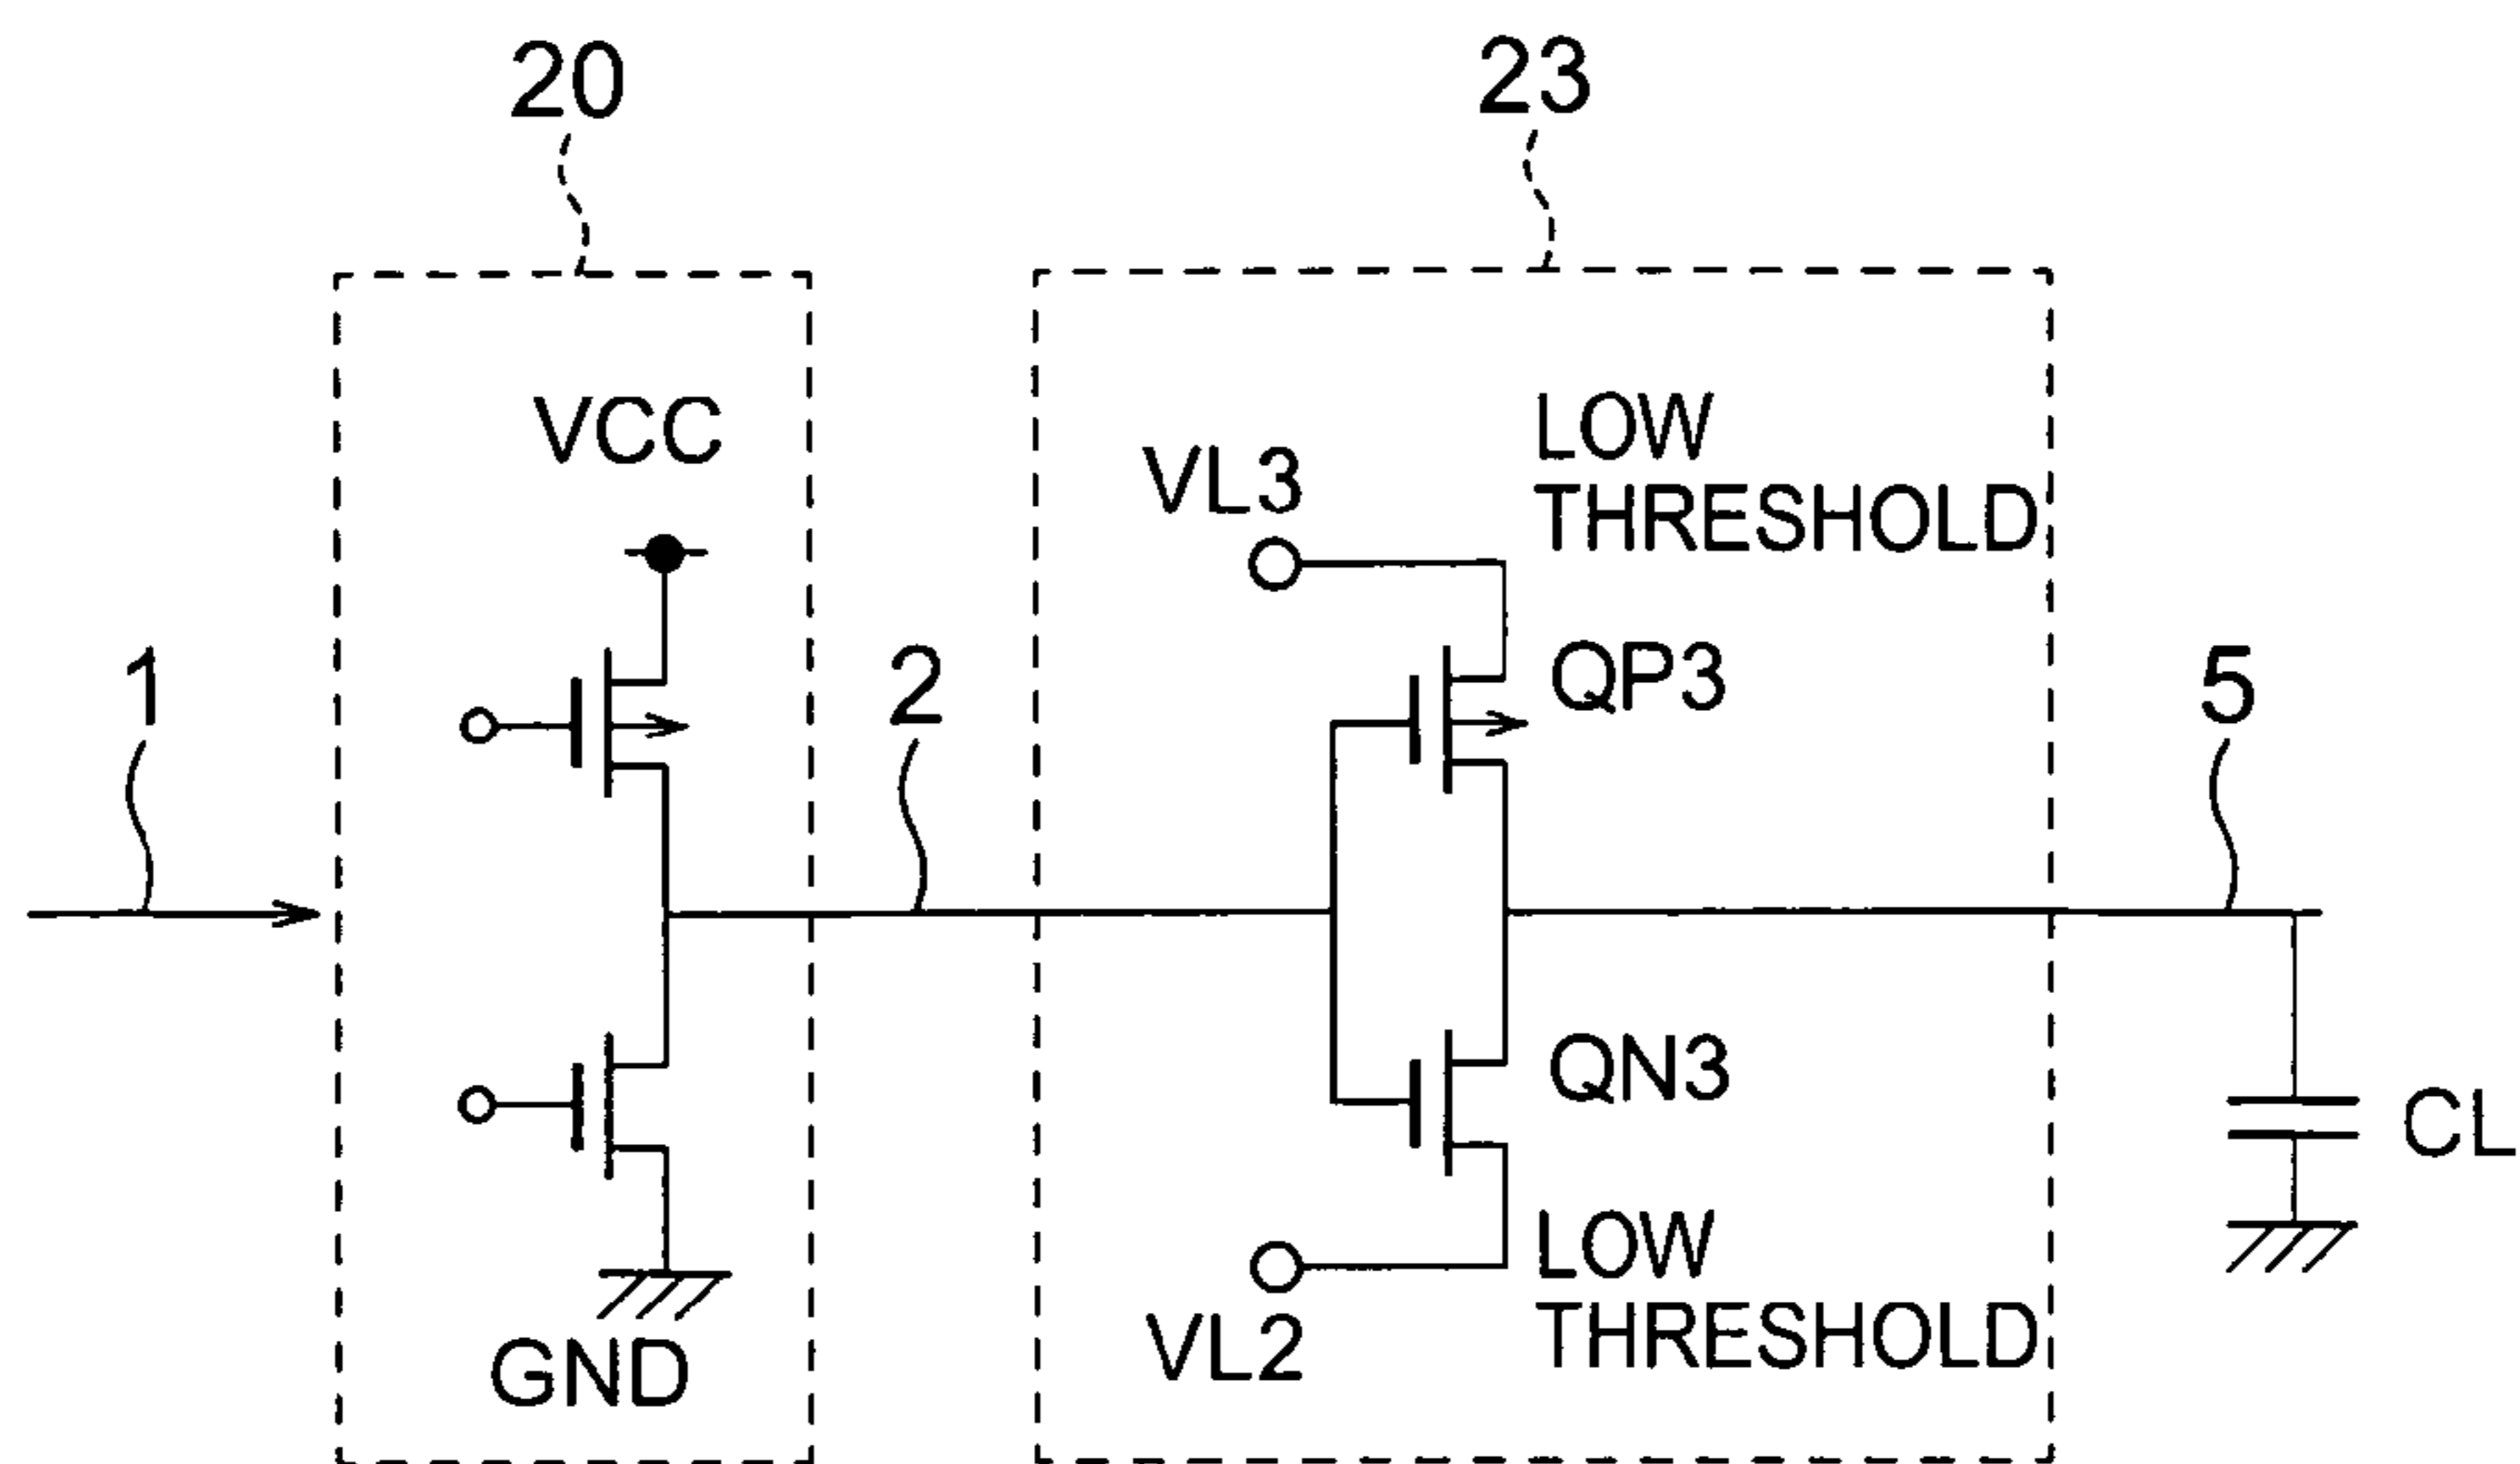 20
23
VCC
LOW
THRESHOLD
VL3
1
2
QP3
5
QN3
CL
LOW
THRESHOLD
VL2
GND